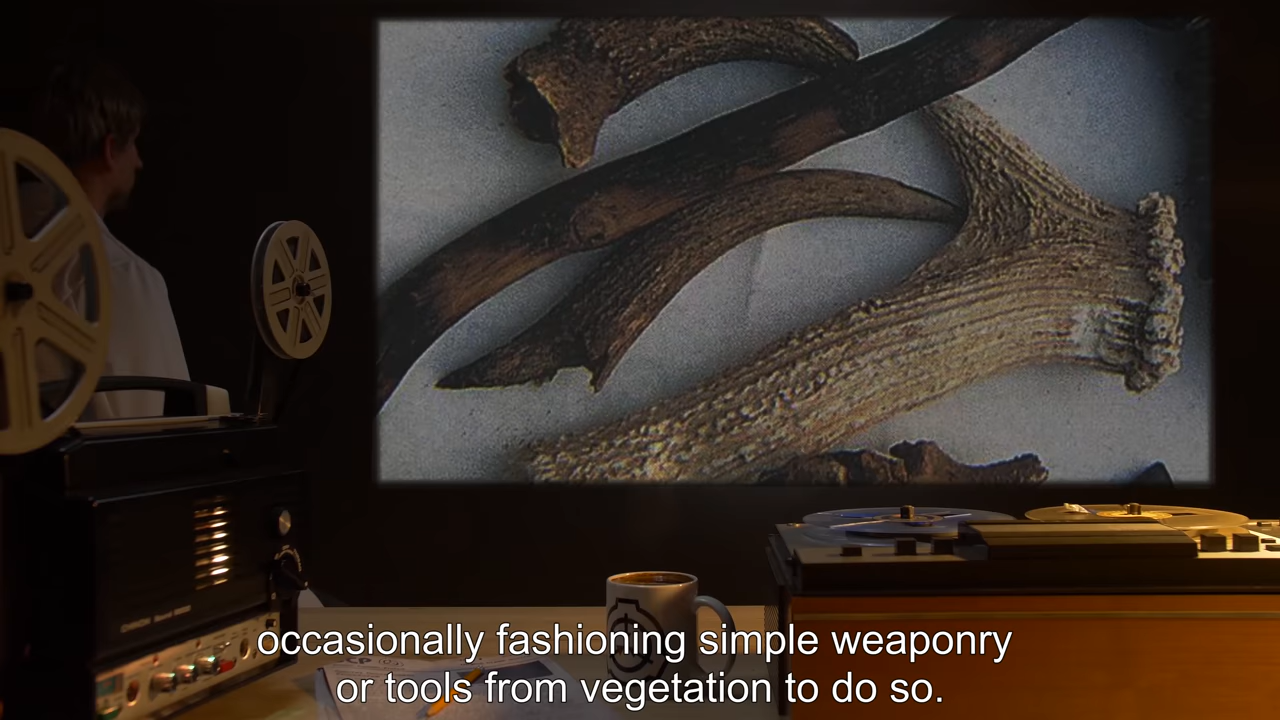 occasionally fashioning simple weaponry
or tools from vegetation to do so.